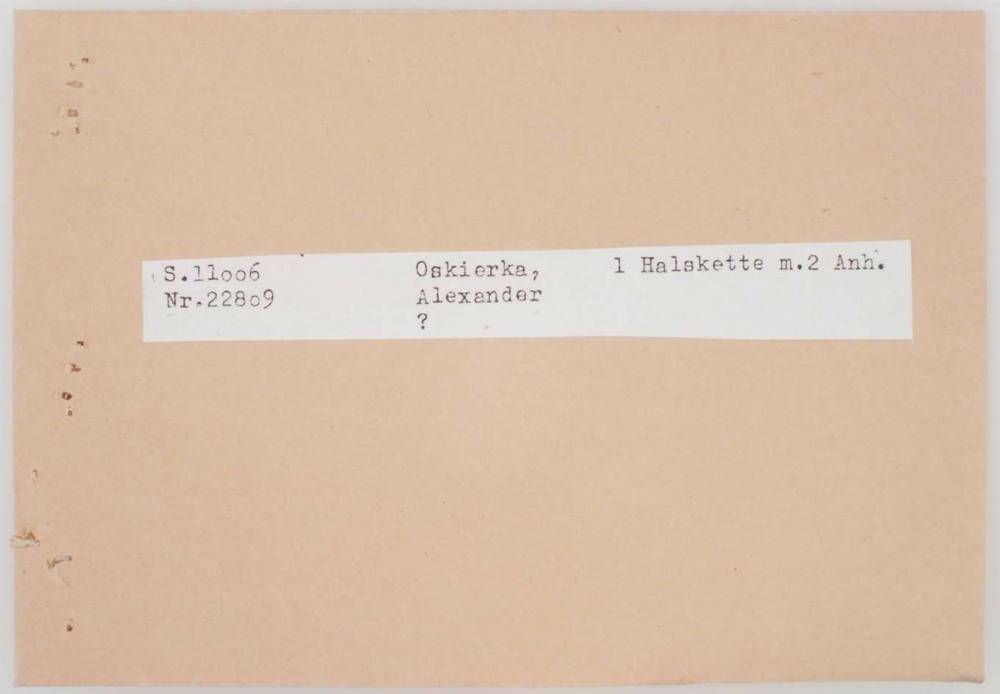 S.11oo6 Oskierka, 1 Halskette m.2 Anh.
Nr.228o9 Alexander
?